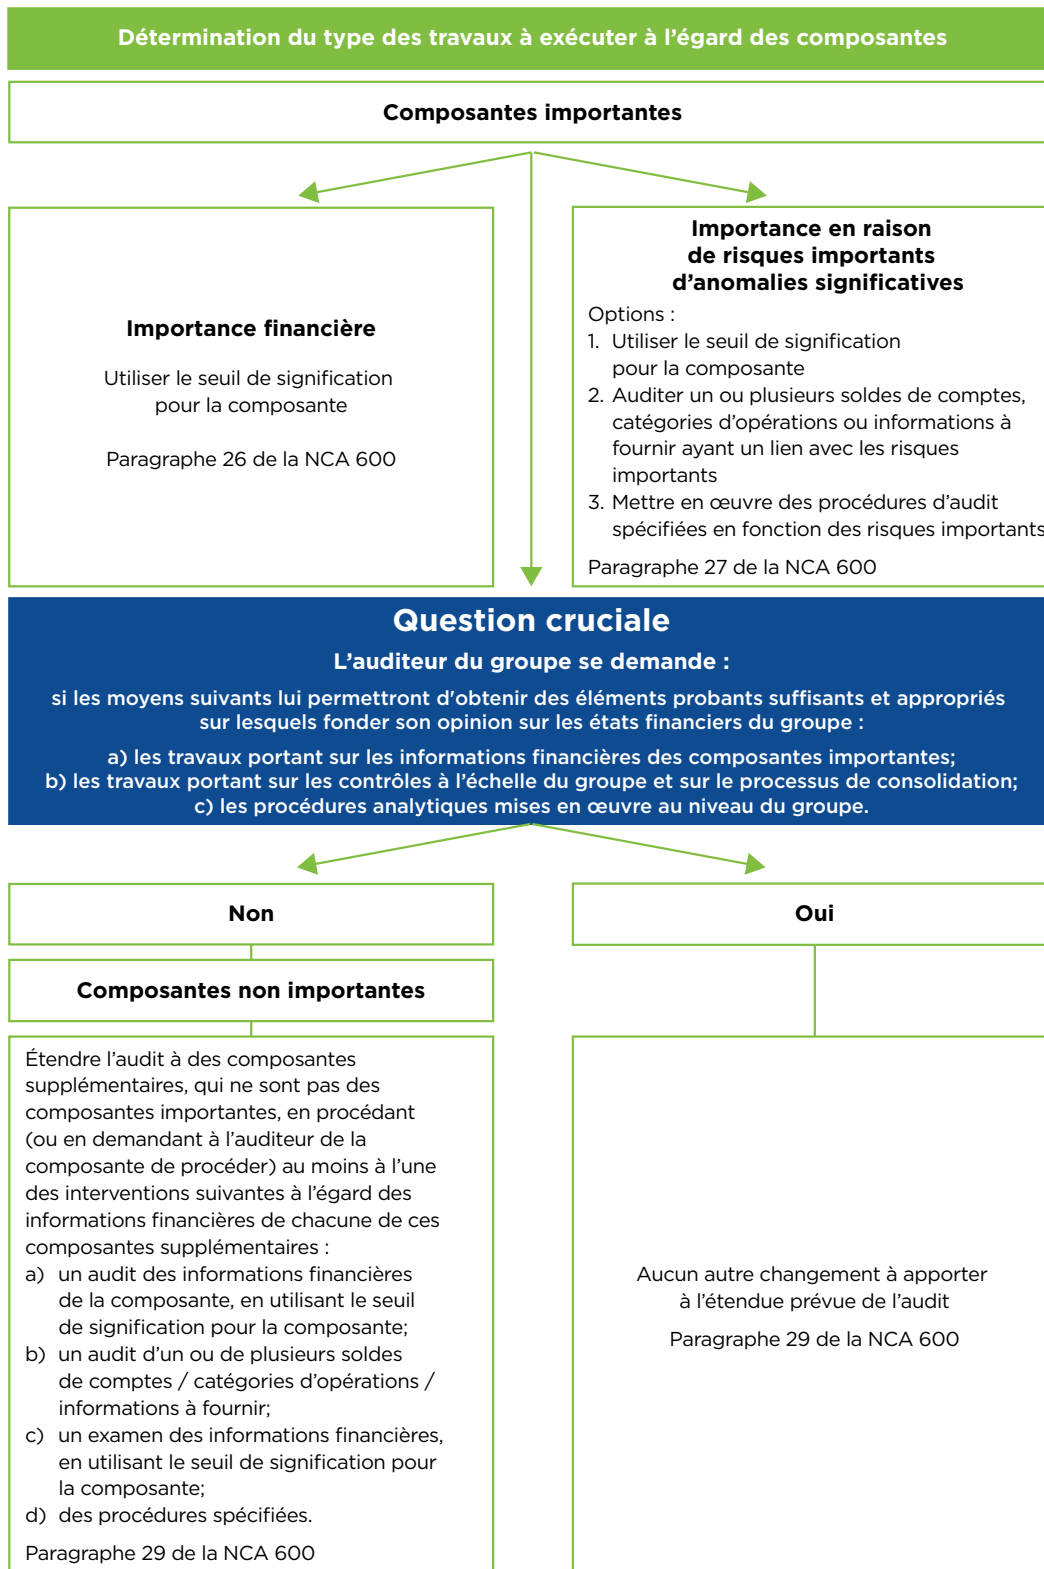 Détermination du type des travaux à exécuter à l’égard des composantes
Composantes importantes
Importance financière
Utiliser le seuil de signification
pour la composante
Paragraphe 26 de la NCA 600
Importance en raison
de risques importants
d’anomalies significatives
Options :
1. Utiliser le seuil de signification
pour la composante
2. Auditer un ou plusieurs soldes de comptes,
catégories d’opérations ou informations à
fournir ayant un lien avec les risques
importants
3. Mettre en œuvre des procédures d’audit
spécifiées en fonction des risques importants
Paragraphe 27 de la NCA 600
Question cruciale
L’auditeur du groupe se demande :
si les moyens suivants lui permettront d'obtenir des éléments probants suffisants et appropriés
sur lesquels fonder son opinion sur les états financiers du groupe :
a) les travaux portant sur les informations financières des composantes importantes;
b) les travaux portant sur les contrôles à l’échelle du groupe et sur le processus de consolidation;
c) les procédures analytiques mises en œuvre au niveau du groupe.
Non
Composantes non importantes
Étendre l’audit à des composantes
supplémentaires, qui ne sont pas des
composantes importantes, en procédant
(ou en demandant à l’auditeur de la
composante de procéder) au moins à l’une
des interventions suivantes à l’égard des
informations financières de chacune de ces
composantes supplémentaires :
a) un audit des informations financières
de la composante, en utilisant le seuil
de signification pour la composante;
b) un audit d’un ou de plusieurs soldes
de comptes / catégories d’opérations /
informations à fournir;
c) un examen des informations financières,
en utilisant le seuil de signification pour
la composante;
d) des procédures spécifiées.
Paragraphe 29 de la NCA 600
Oui
Aucun autre changement à apporter
à l’étendue prévue de l’audit
Paragraphe 29 de la NCA 600